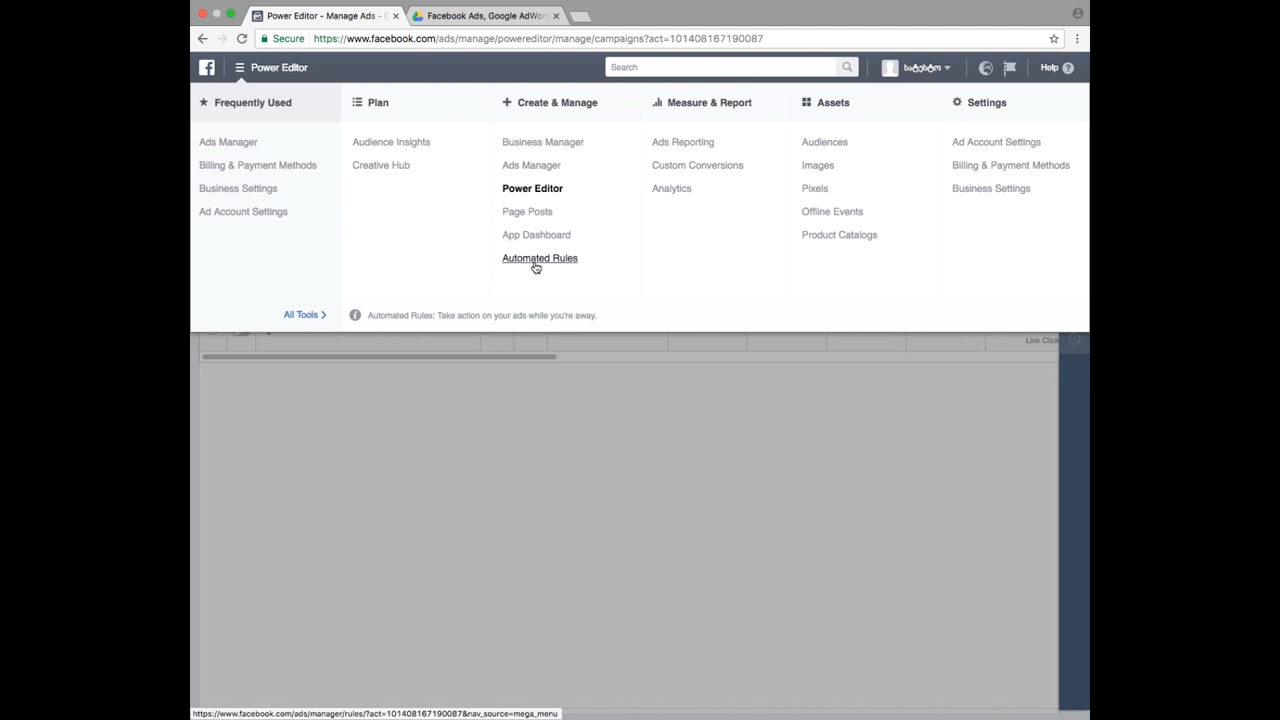 Power Editor - Manage Ads - C
Facebook Ads, Google AdWor
Secure
https://www.facebook.com/ads/manage/powereditor/manage/campaigns?act=101408167190087
Power Editor
Search
სატესტო
Help
Frequently Used
Plan
Create & Manage
Measure & Report
Assets
Settings
Ads Manager
Audience Insights
Business Manager
Ads Reporting
Audiences
Ad Account Settings
Billing & Payment Methods
Creative Hub
Ads Manager
Custom Conversions
Images
Billing & Payment Methods
Business Settings
Power Editor
Analytics
Pixels
Business Settings
Ad Account Settings
Page Posts
Offline Events
App Dashboard
Product Catalogs
Automated Rules
All Tools
Automated Rules: Take action on your ads while you're away.
Link Click
https://www.facebook.com/ads/manager/rules/?act=101408167190087&nav_source=mega_menu